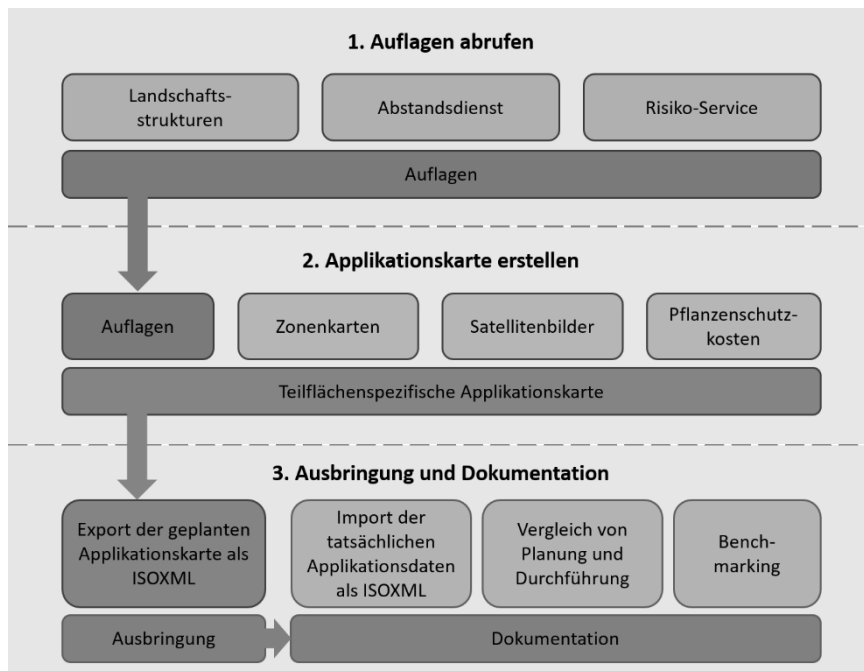 1. Auflagen abrufen
Landschafts-
strukturen
Abstandsdienst
Risiko-Service
Auflagen
2. Applikationskarte erstellen
Auflagen
Zonenkarten
Satellitenbilder
Pflanzenschutz-
kosten
Teilflächenspezifische Applikationskarte
3. Ausbringung und Dokumentation
Export der geplanten
Applikationskarte als
ISOXML
Import der
tatsächlichen
Applikationsdaten
als ISOXML
Vergleich von
Planung und
Durchführung
Bench-
marking
Ausbringung
Dokumentation